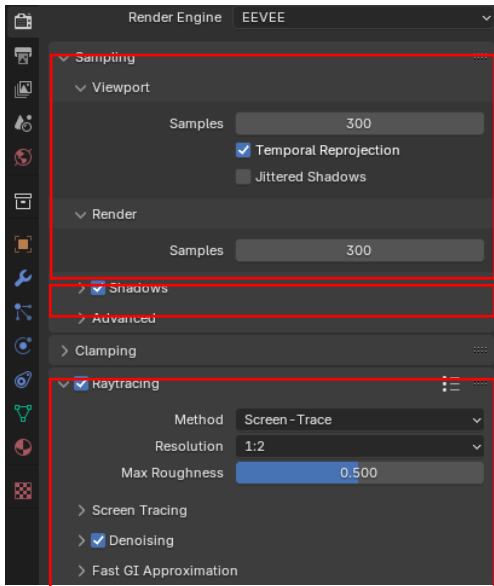 Render Engine EEVEE
Sampling
Viewport
Samples 300
Temporal Reprojection
Jittered Shadows
Render
Samples 300
Shadows
Advanced
Clamping
Raytracing
Method Screen-Trace
Resolution 1:2
Max Roughness 0.500
Screen Tracing
Denoising
Fast GI Approximation